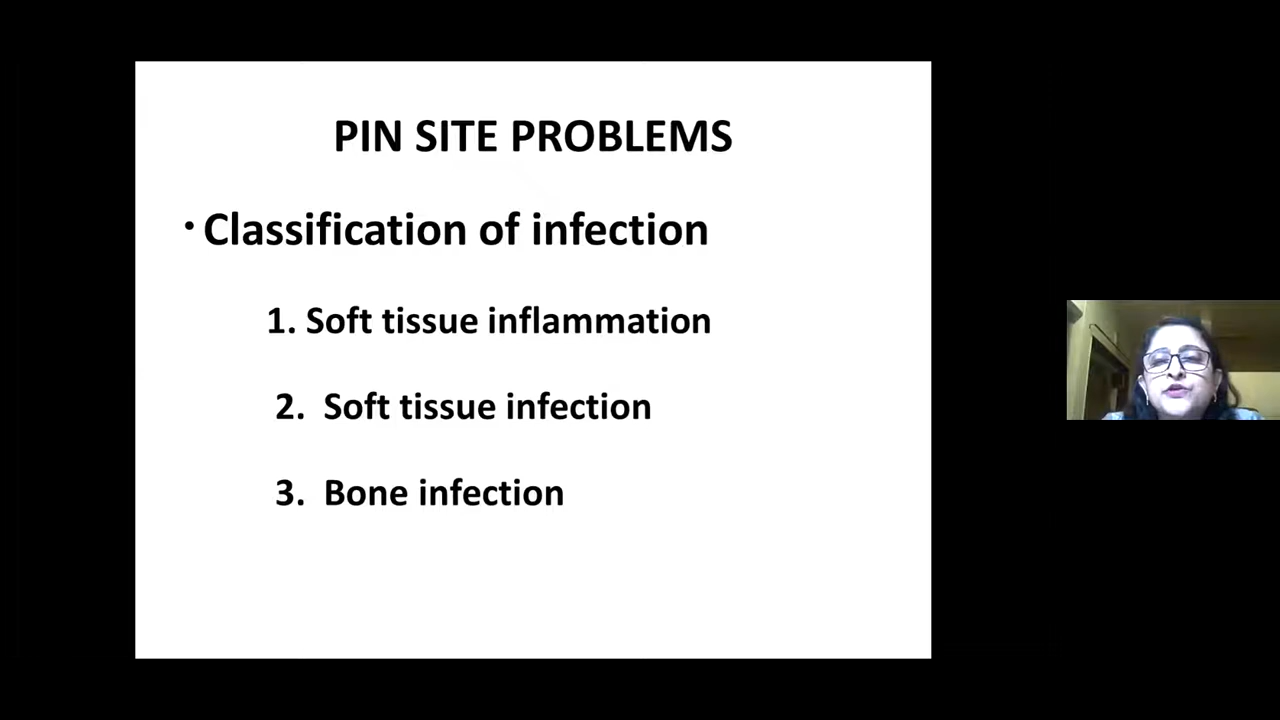 PIN SITE PROBLEMS
• Classification of infection
1. Soft tissue inflammation
2. Soft tissue infection
3. Bone infection